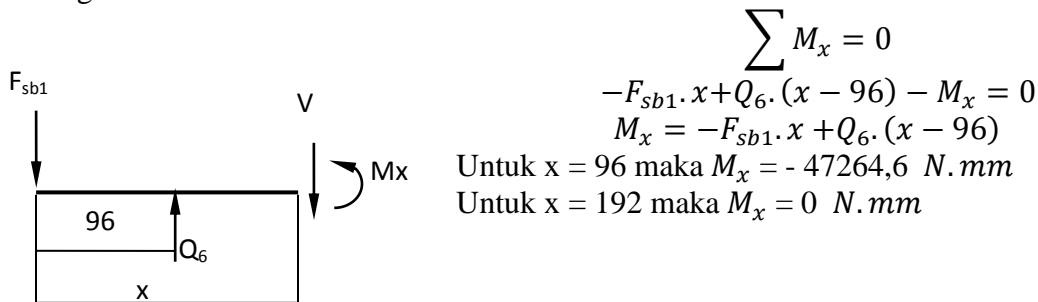 F_sb1
V
Mx
96
Q_6
x
∑ M_x = 0
−F_sb1. x+Q_6. (x − 96) − M_x = 0
M_x = −F_sb1. x +Q_6. (x − 96)
Untuk x = 96 maka M_x = - 47264,6 N. mm
Untuk x = 192 maka M_x = 0 N. mm